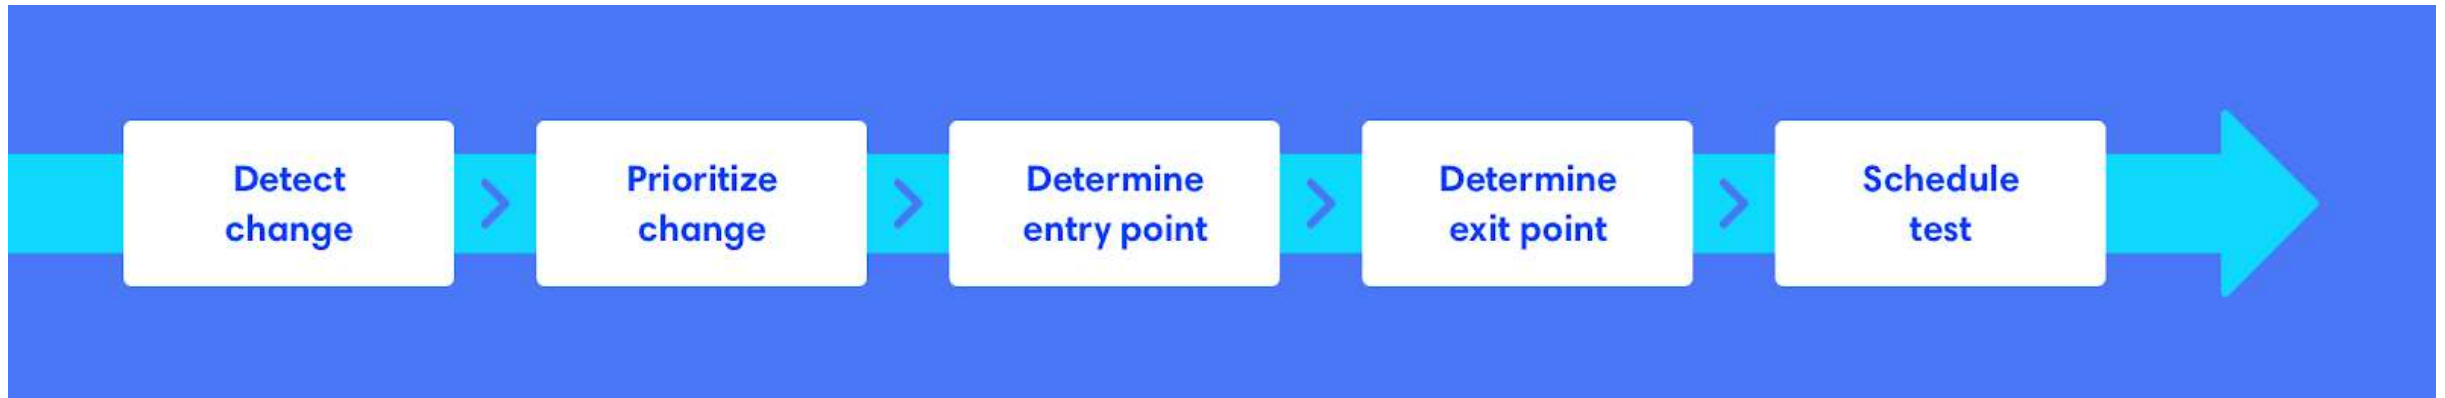 Detect
change
Prioritize
change
Determine
entry point
Determine
exit point
Schedule
test